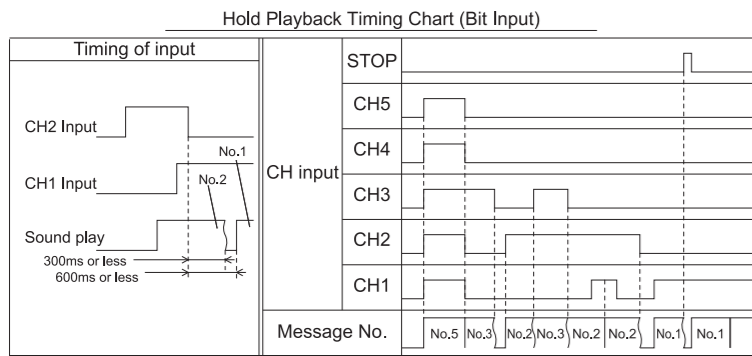 Hold Playback Timing Chart (Bit Input)
Timing of input
CH2 Input
CH1 Input
No.1
No.2
Sound play
300ms or less
600ms or less
CH input
STOP
CH5
CH4
CH3
CH2
CH1
Message No.
No.5 No.3 No.2 No.3 No.2 No.2 No.1 No.1